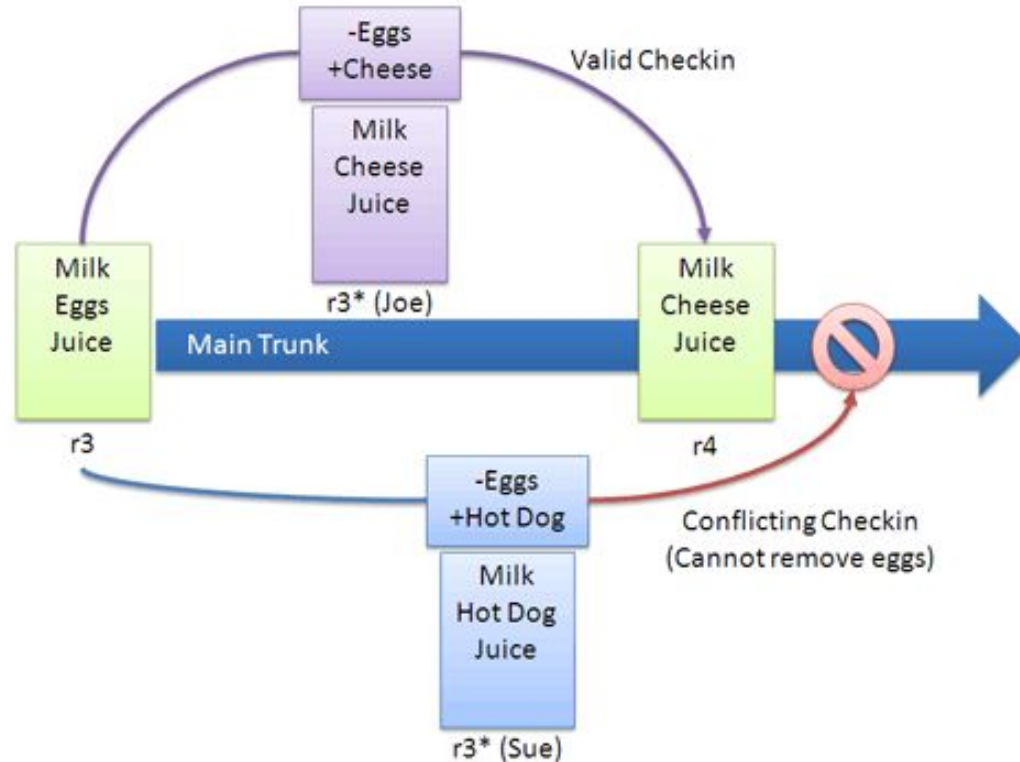 -Eggs
+Cheese
Valid Checkin
Milk
Cheese
Juice
r3* (Joe)
Milk
Eggs
Juice
r3
Main Trunk
Milk
Cheese
Juice
r4
-Eggs
+Hot Dog
Conflicting Checkin
(Cannot remove eggs)
Milk
Hot Dog
Juice
r3* (Sue)